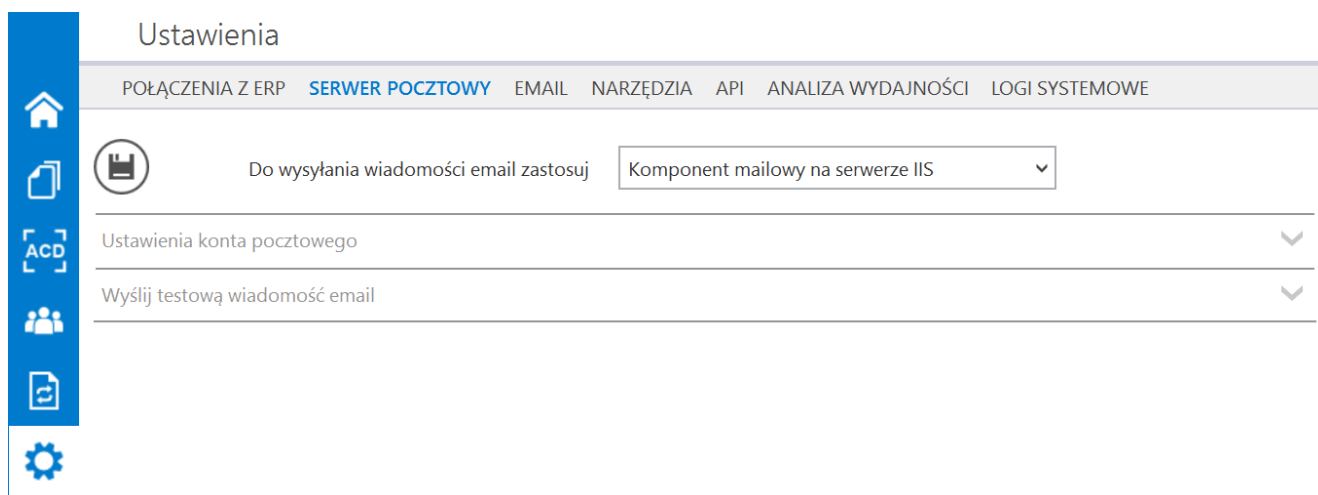 Ustawienia
POŁĄCZENIA Z ERP SERWER POCZTOWY EMAIL NARZĘDZIA API ANALIZA WYDAJNOŚCI LOGI SYSTEMOWE
Do wysyłania wiadomości email zastosuj Komponent mailowy na serwerze IIS
Ustawienia konta pocztowego
ACD
Wyślij testową wiadomość email